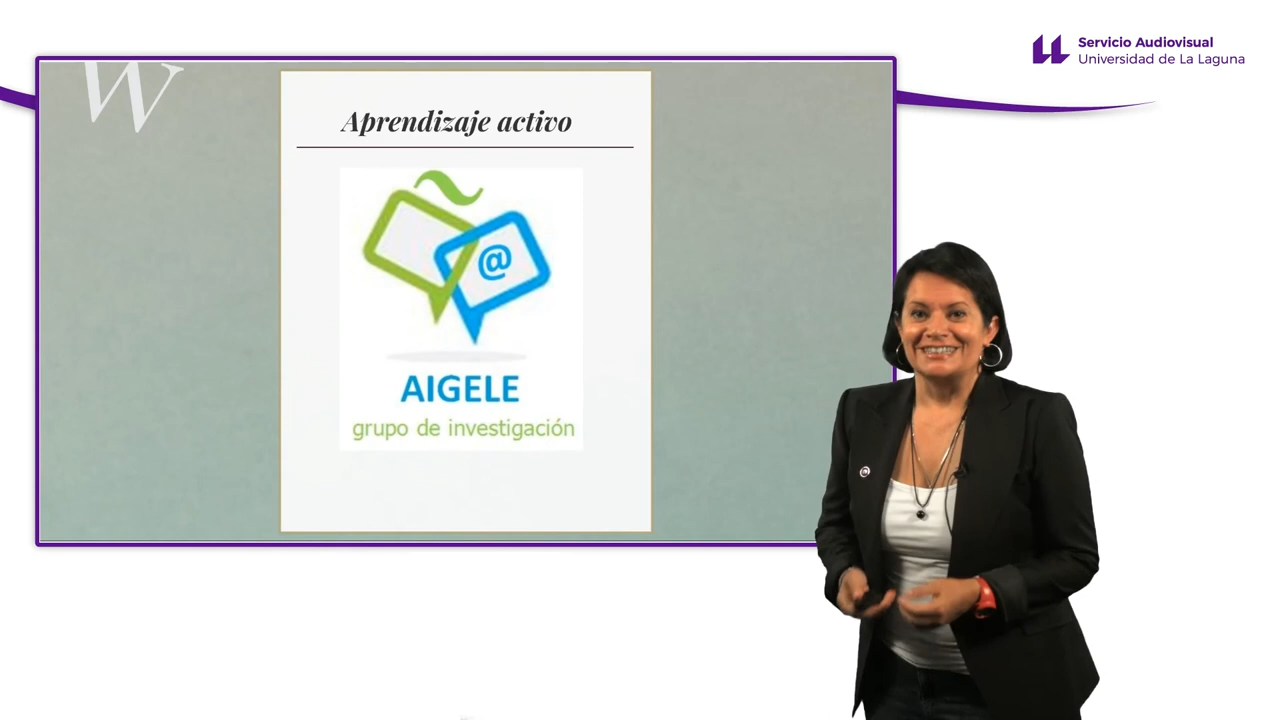 Servicio Audiovisual
Universidad de La Laguna
W
Aprendizaje activo
@
AIGELE
grupo de investigación